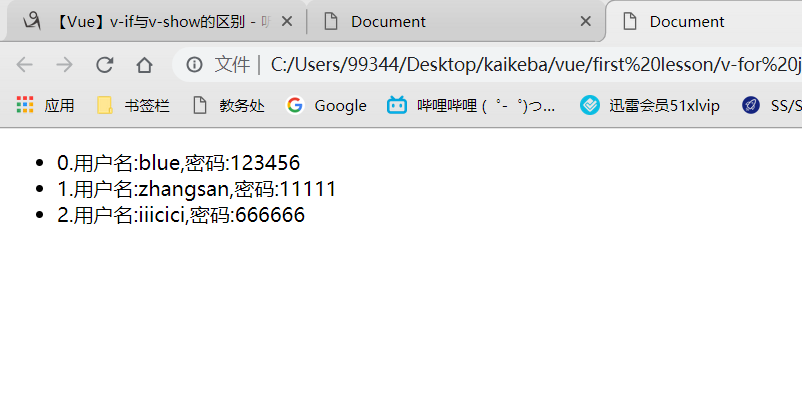 【Vue】v-if与v-show的区别 -
Document
Document
文件 | C:/Users/99344/Desktop/kaikeba/vue/first%20lesson/v-for%20j
应用
书签栏
教务处
Google
哔哩哔哩 ( ゜- ゜)つ...
迅雷会员51xlvip
SS/S
0.用户名:blue,密码:123456
1.用户名:zhangsan,密码:11111
2.用户名:iiicici,密码:666666